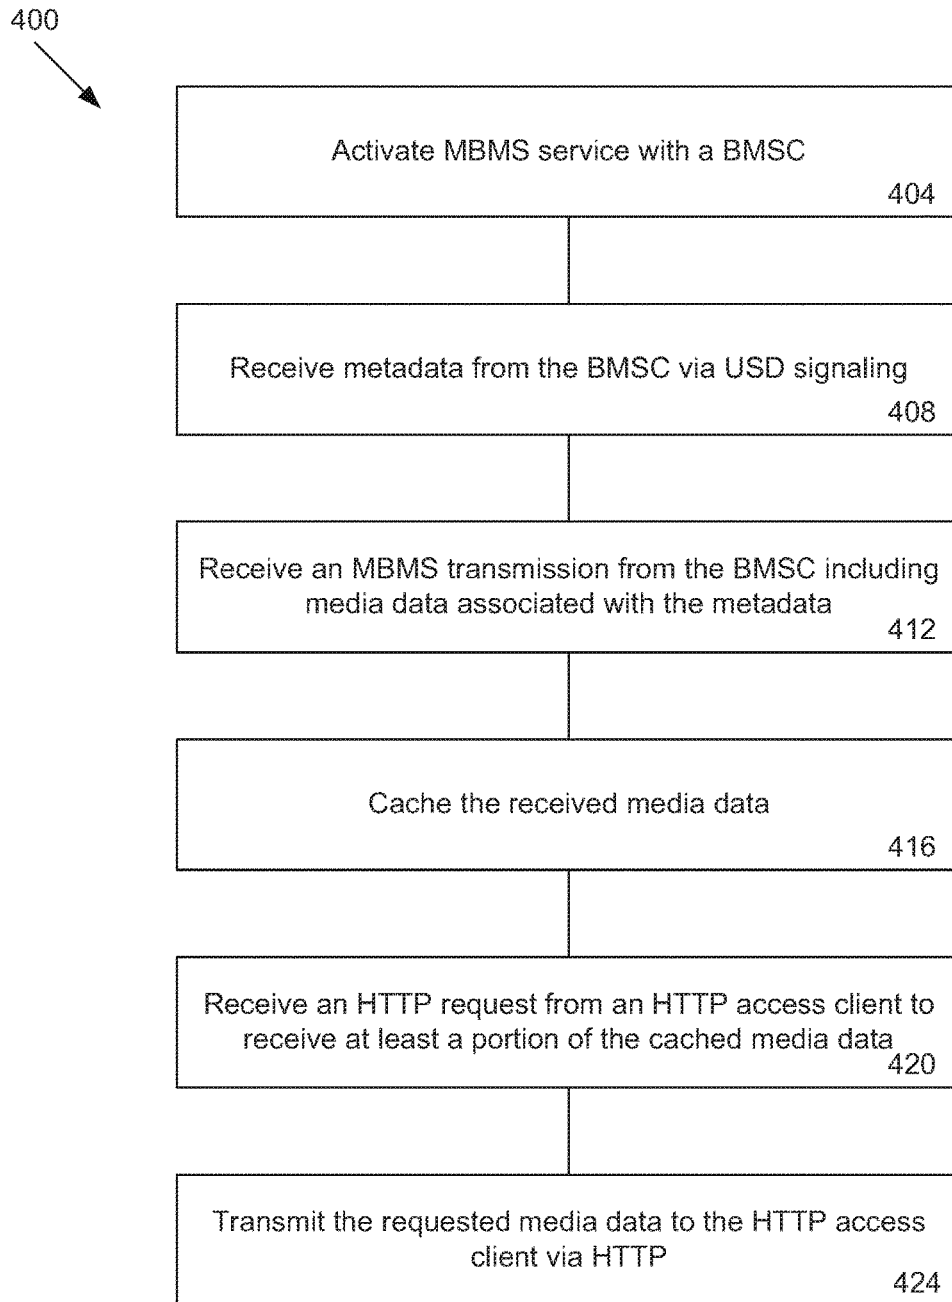 400
Activate MBMS service with a BMSC
404
Receive metadata from the BMSC via USD signaling
408
Receive an MBMS transmission from the BMSC including
media data associated with the metadata
412
Cache the received media data
416
Receive an HTTP request from an HTTP access client to
receive at least a portion of the cached media data
420
Transmit the requested media data to the HTTP access
client via HTTP
424